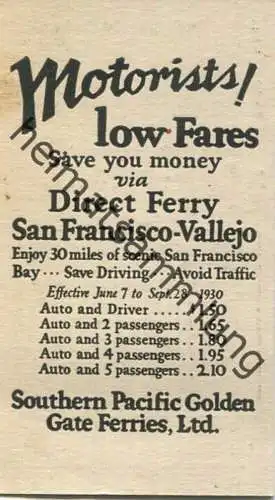 Motorists!
low Fares
Save you money
via
Direct Ferry
San Francisco-Vallejo
Enjoy 30 miles of scenic San Francisco
Bay... Save Driving... Avoid Traffic
Effective June 7 to Sept. 28, 1930
Auto and Driver ...... 1.50
Auto and 2 passengers.. 1.65
Auto and 3 passengers.. 1.80
Auto and 4 passengers.. 1.95
Auto and 5 passengers.. 2.10
Southern Pacific Golden
Gate Ferries, Ltd.
heimatsammlung